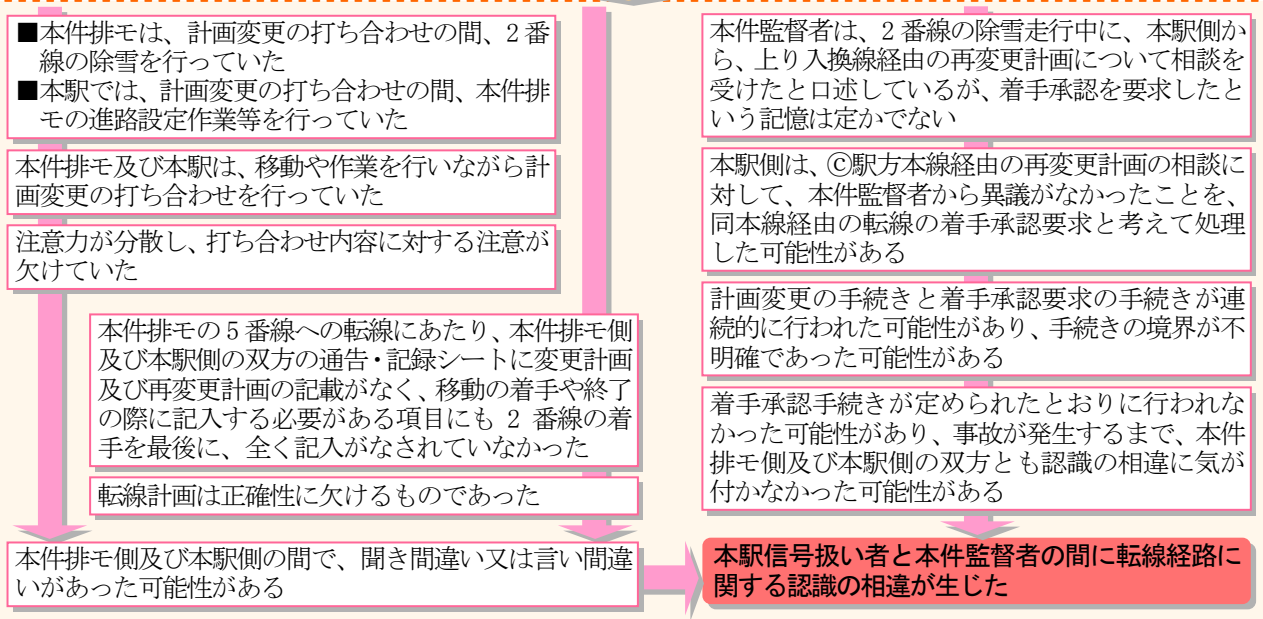 ■本件排モは、計画変更の打ち合わせの間、2番
線の除雪を行っていた
■本駅では、計画変更の打ち合わせの間、本件排
モの進路設定作業等を行っていた
本件排モ及び本駅は、移動や作業を行いながら計
画変更の打ち合わせを行っていた
注意力が分散し、打ち合わせ内容に対する注意が
欠けていた
本件排モの5番線への転線にあたり、本件排モ側
及び本駅側の双方の通告・記録シートに変更計画
及び再変更計画の記載がなく、移動の着手や終了
の際に記入する必要がある項目にも 2 番線の着
手を最後に、全く記入がなされていなかった
転線計画は正確性に欠けるものであった
本件排モ側及び本駅側の間で、聞き間違い又は言い間違
いがあった可能性がある
本件監督者は、2番線の除雪走行中に、本駅側か
ら、上り入換線経由の再変更計画について相談を
受けたと口述しているが、着手承認を要求したと
いう記憶は定かでない
本駅側は、Ⓒ駅方本線経由の再変更計画の相談に
対して、本件監督者から異議がなかったことを、
同本線経由の転線の着手承認要求と考えて処理
した可能性がある
計画変更の手続きと着手承認要求の手続きが連
続的に行われた可能性があり、手続きの境界が不
明確であった可能性がある
着手承認手続きが定められたとおりに行われな
かった可能性があり、事故が発生するまで、本件
排モ側及び本駅側の双方とも認識の相違に気が
付かなかった可能性がある
本駅信号扱い者と本件監督者の間に転線経路に
関する認識の相違が生じた